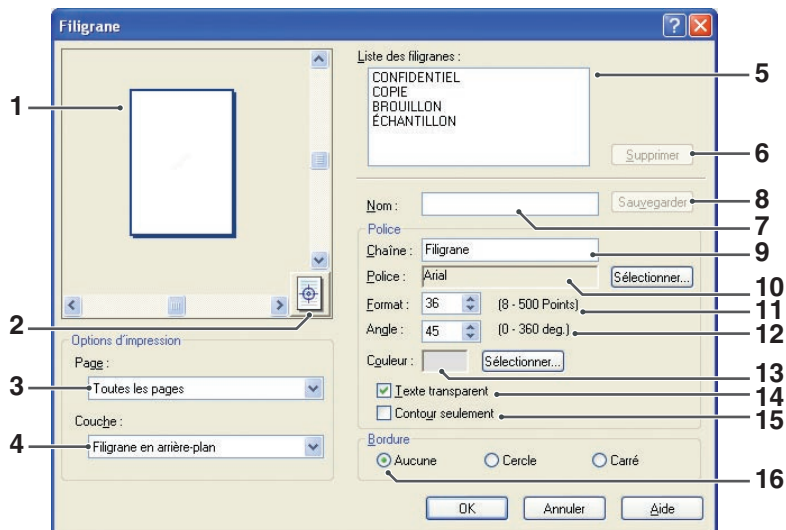 Filigrane
Liste des filigranes :
CONFIDENTIEL
COPIE
BROUILLON
ÉCHANTILLON
Supprimer
Nom :
Sauvegarder
Police
Chaîne : Filigrane
Police : Arial Sélectionner...
Format : 36 (8 - 500 Points)
Angle : 45 (0 - 360 deg.)
Couleur : Sélectionner...
Texte transparent
Contour seulement
Bordure
Aucune Cercle Carré
OK Annuler Aide
Options d'impression
Page :
Toutes les pages
Couche :
Filigrane en arrière-plan
1
2
3
4
5
6
8
7
9
10
11
12
13
14
15
16